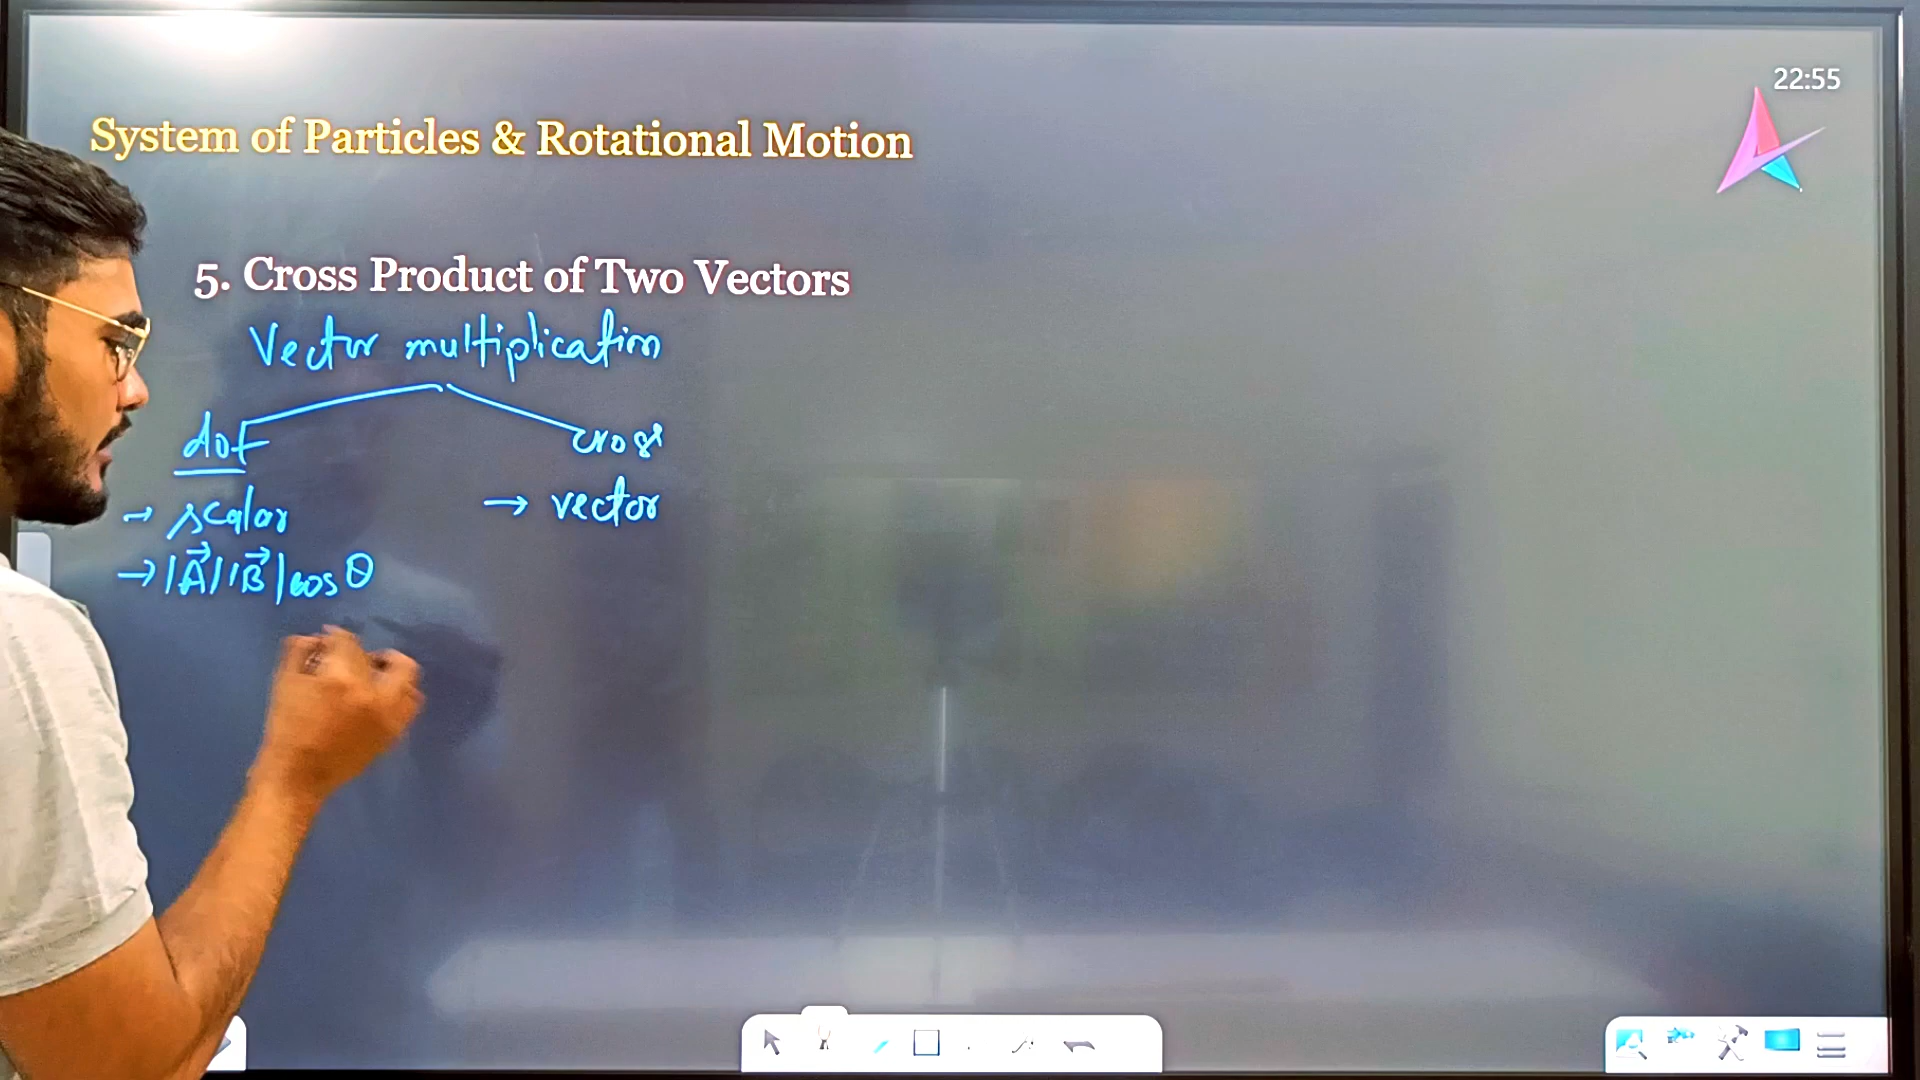 22:55
System of Particles & Rotational Motion
5. Cross Product of Two Vectors
Vector multiplication
dot cross
→ scalar → vector
→ |A⃗||B⃗| cos θ